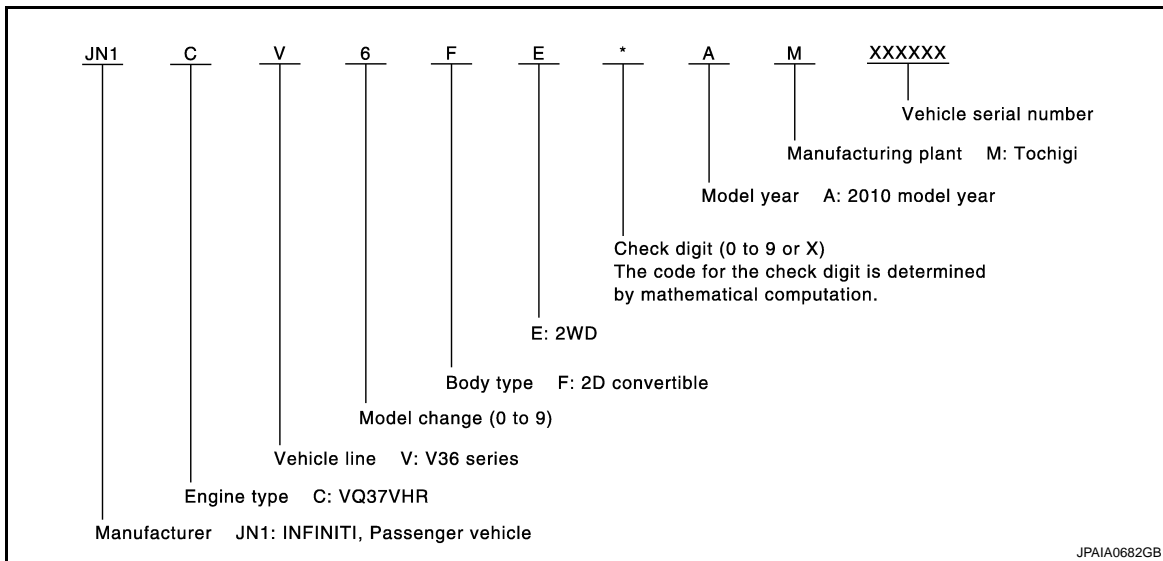 JN1 C V 6 F E * A M XXXXXX
Vehicle serial number
Manufacturing plant M: Tochigi
Model year A: 2010 model year
Check digit (0 to 9 or X)
The code for the check digit is determined
by mathematical computation.
E: 2WD
Body type F: 2D convertible
Model change (0 to 9)
Vehicle line V: V36 series
Engine type C: VQ37VHR
Manufacturer JN1: INFINITI, Passenger vehicle
JPAIA0682GB